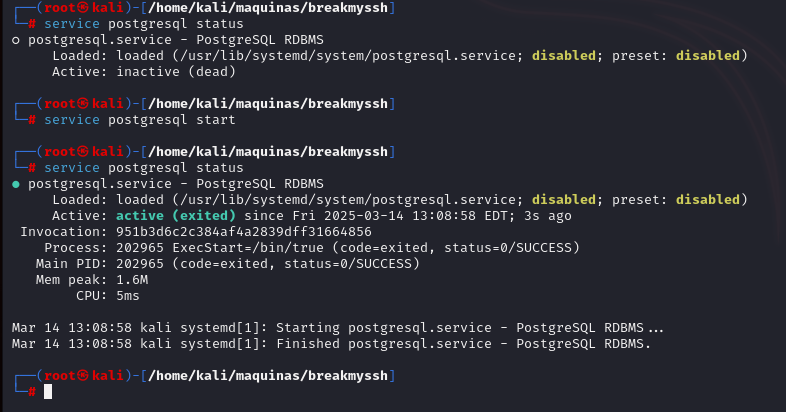 ┌──(root㉿kali)-[/home/kali/maquinas/breakmyssh]
└─# service postgresql status
○ postgresql.service - PostgreSQL RDBMS
     Loaded: loaded (/usr/lib/systemd/system/postgresql.service; disabled; preset: disabled)
     Active: inactive (dead)

┌──(root㉿kali)-[/home/kali/maquinas/breakmyssh]
└─# service postgresql start

┌──(root㉿kali)-[/home/kali/maquinas/breakmyssh]
└─# service postgresql status
● postgresql.service - PostgreSQL RDBMS
     Loaded: loaded (/usr/lib/systemd/system/postgresql.service; disabled; preset: disabled)
     Active: active (exited) since Fri 2025-03-14 13:08:58 EDT; 3s ago
 Invocation: 951b3d6c2c384af4a2839dff31664856
    Process: 202965 ExecStart=/bin/true (code=exited, status=0/SUCCESS)
   Main PID: 202965 (code=exited, status=0/SUCCESS)
   Mem peak: 1.6M
        CPU: 5ms

Mar 14 13:08:58 kali systemd[1]: Starting postgresql.service - PostgreSQL RDBMS...
Mar 14 13:08:58 kali systemd[1]: Finished postgresql.service - PostgreSQL RDBMS.

┌──(root㉿kali)-[/home/kali/maquinas/breakmyssh]
└─#